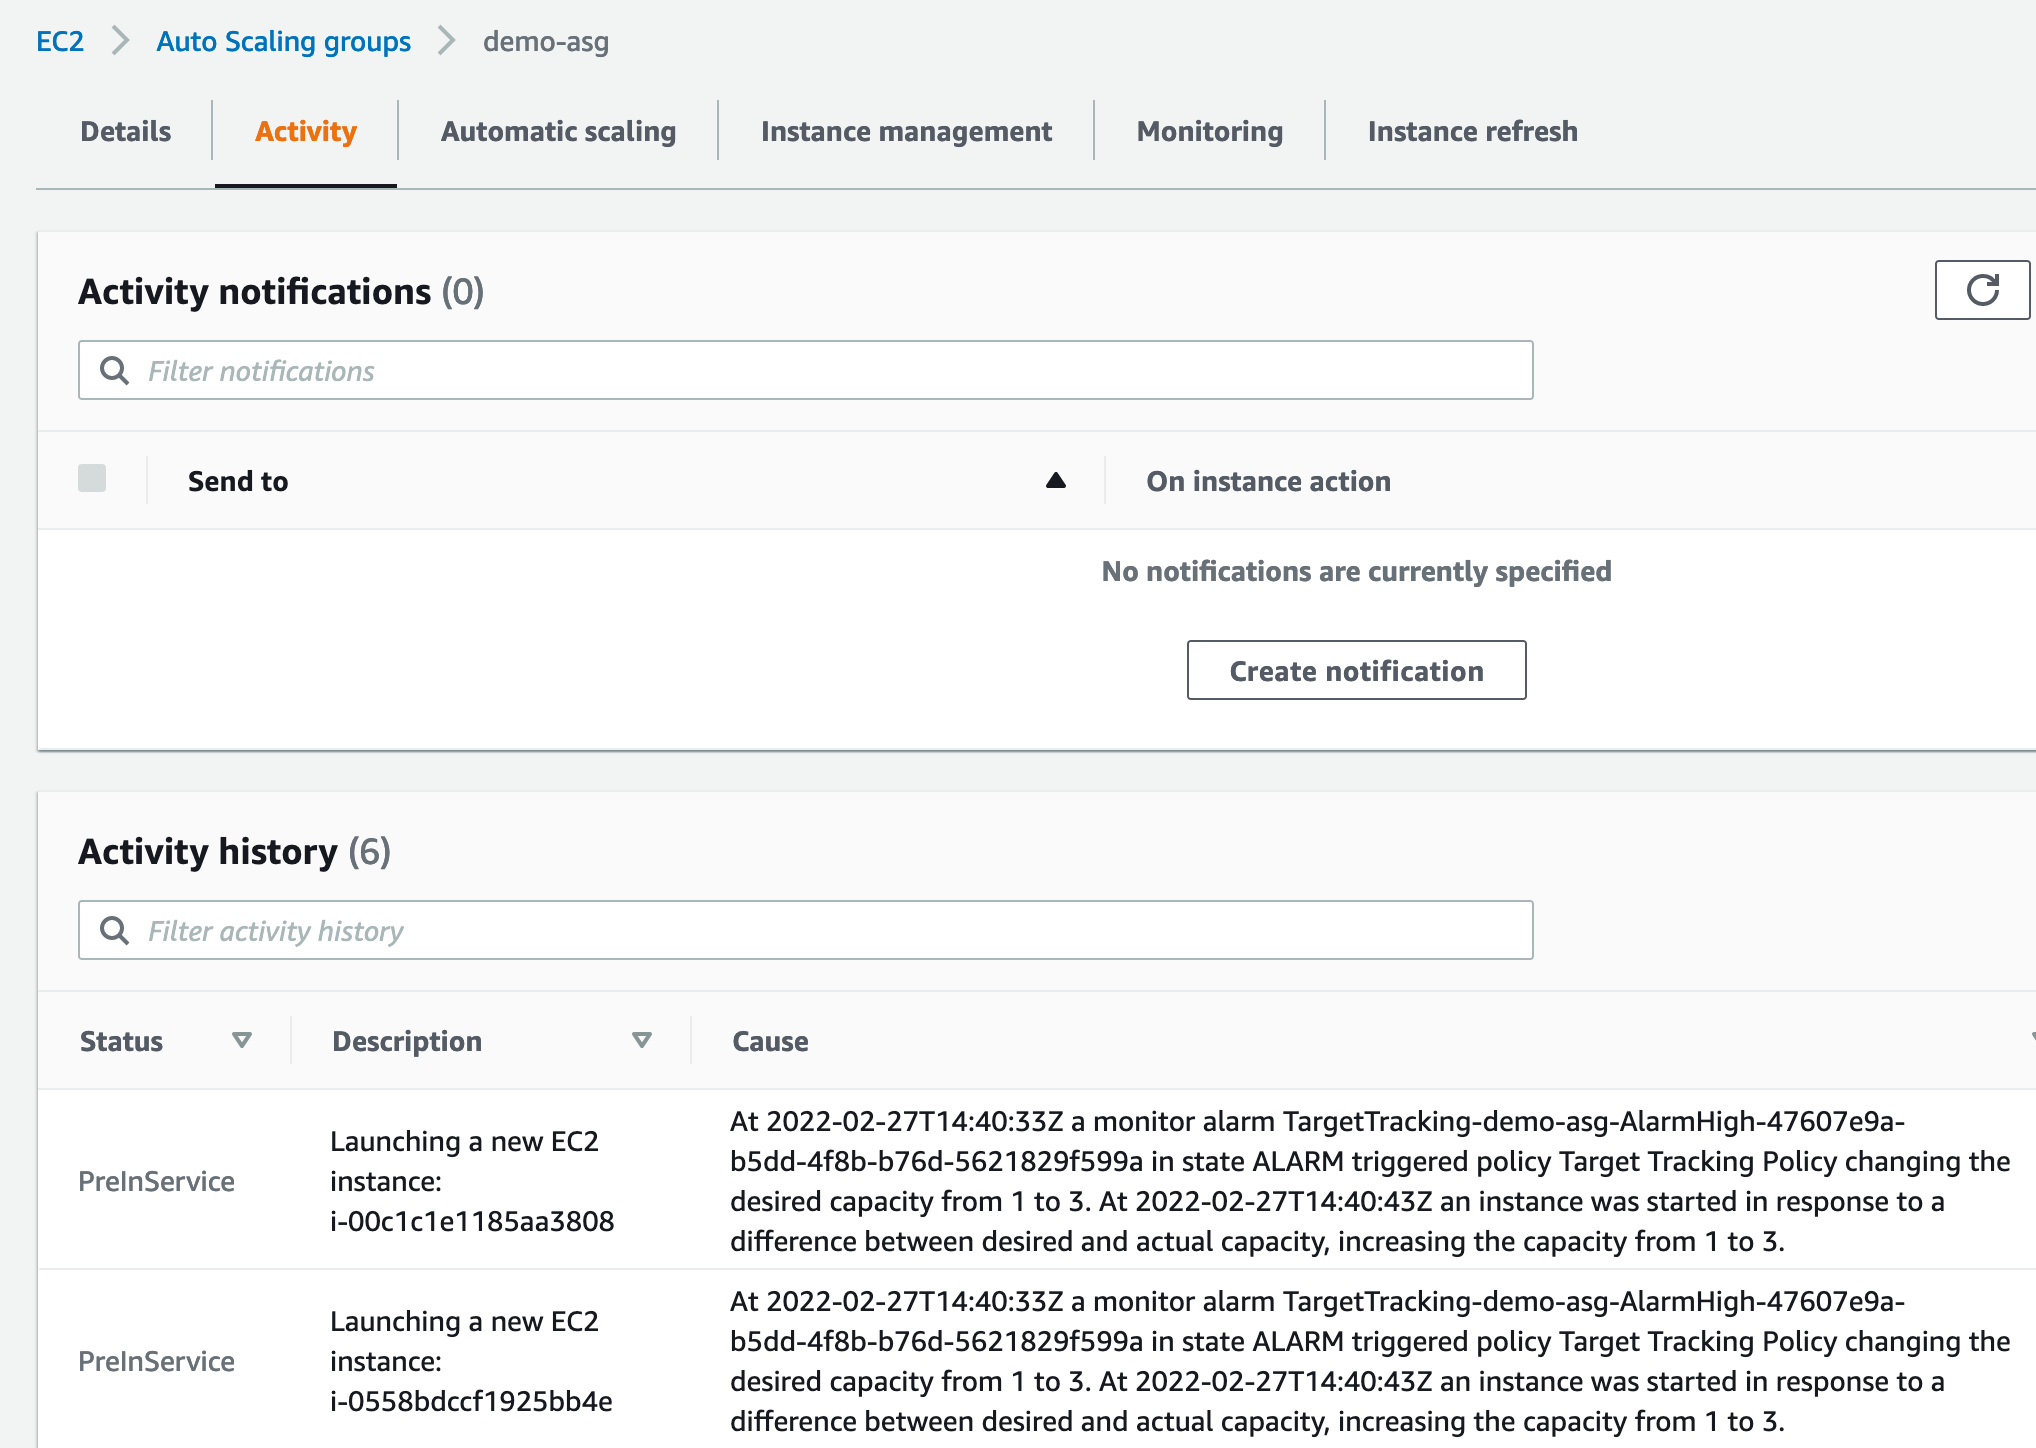 EC2 > Auto Scaling groups > demo-asg
Details Activity Automatic scaling Instance management Monitoring Instance refresh
Activity notifications (0)
Filter notifications
Send to On instance action
No notifications are currently specified
Create notification
Activity history (6)
Filter activity history
Status Description Cause
PreInService
Launching a new EC2
instance:
i-00c1c1e1185aa3808
At 2022-02-27T14:40:33Z a monitor alarm TargetTracking-demo-asg-AlarmHigh-47607e9a-
b5dd-4f8b-b76d-5621829f599a in state ALARM triggered policy Target Tracking Policy changing the
desired capacity from 1 to 3. At 2022-02-27T14:40:43Z an instance was started in response to a
difference between desired and actual capacity, increasing the capacity from 1 to 3.
PreInService
Launching a new EC2
instance:
i-0558bdccf1925bb4e
At 2022-02-27T14:40:33Z a monitor alarm TargetTracking-demo-asg-AlarmHigh-47607e9a-
b5dd-4f8b-b76d-5621829f599a in state ALARM triggered policy Target Tracking Policy changing the
desired capacity from 1 to 3. At 2022-02-27T14:40:43Z an instance was started in response to a
difference between desired and actual capacity, increasing the capacity from 1 to 3.